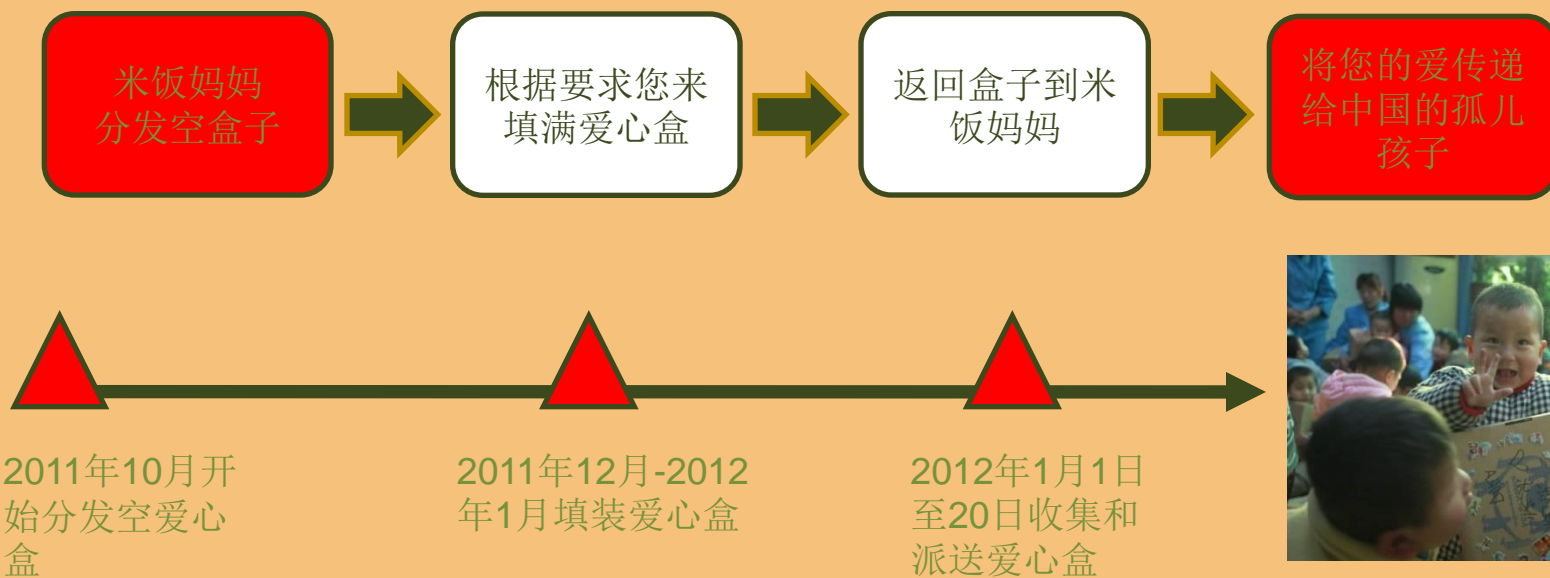 米饭妈妈
分发空盒子
根据要求您来
填满爱心盒
返回盒子到米
饭妈妈
将您的爱传递
给中国的孤儿
孩子
2011年10月开
始分发空爱心
盒
2011年12月-2012
年1月填装爱心盒
2012年1月1日
至20日收集和
派送爱心盒